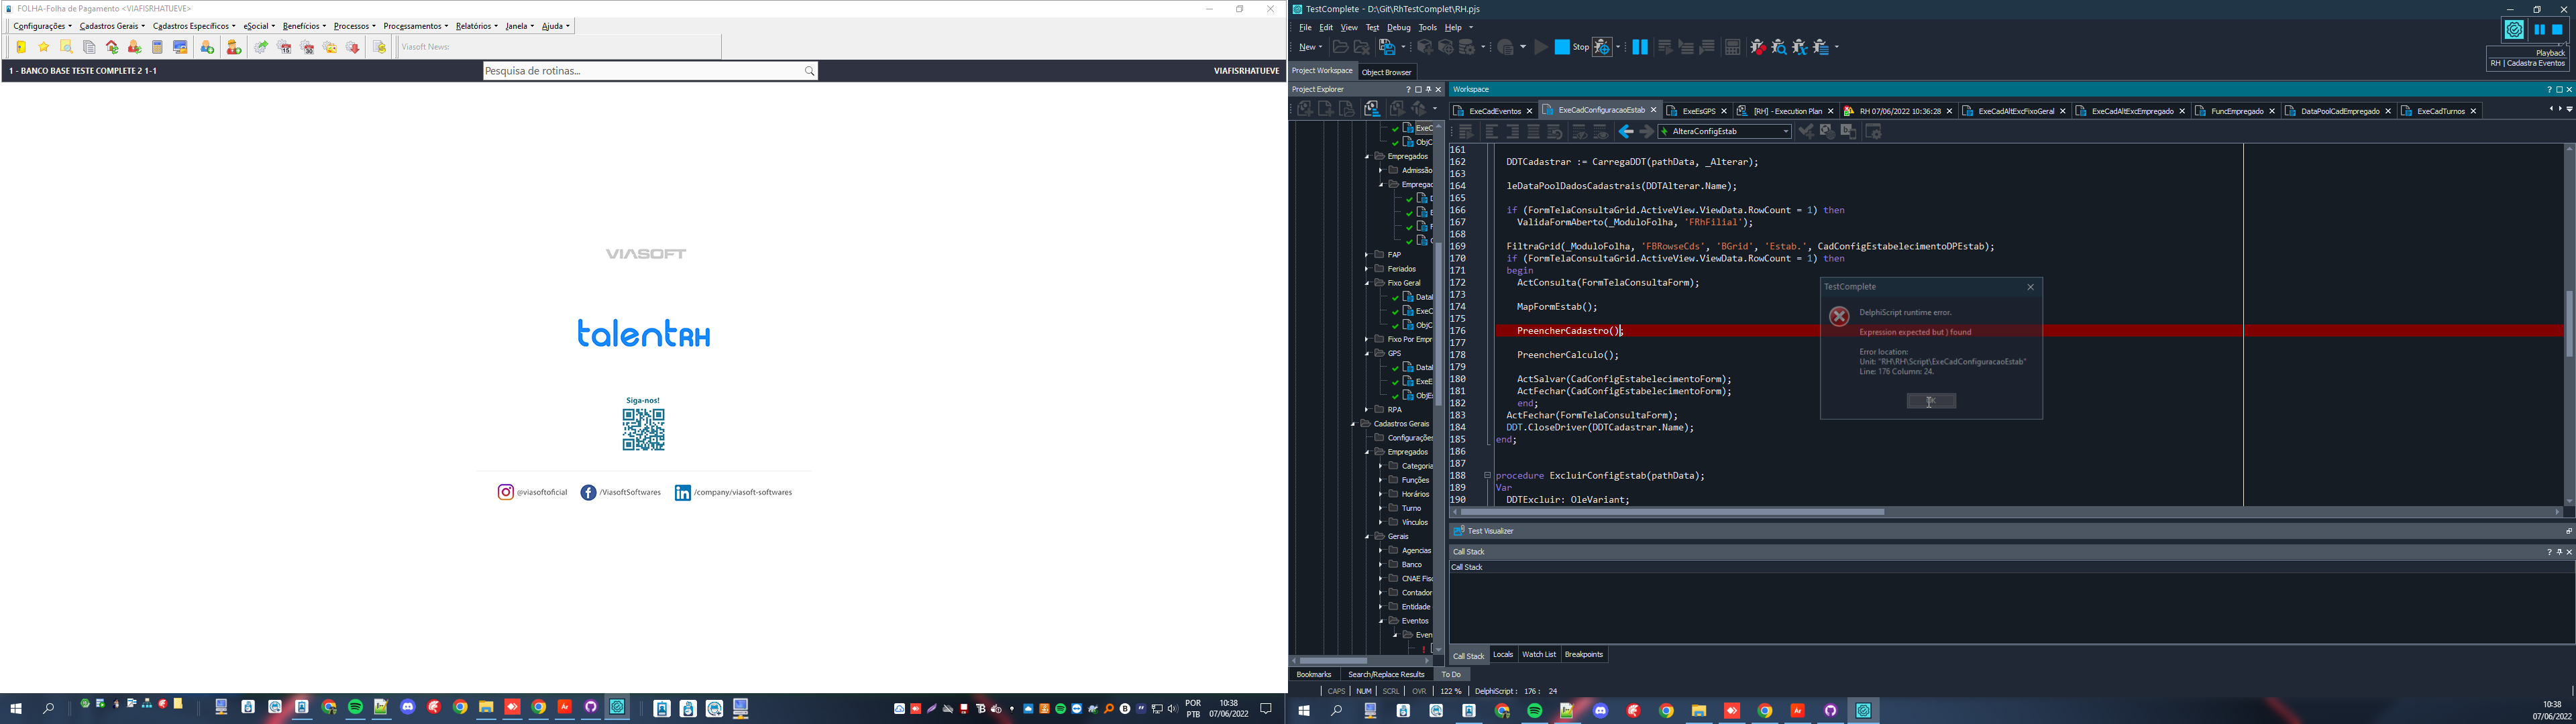 FOLHA-Folha de Pagamento <VIAFISRHATUEVE>
Configurações Cadastros Gerais Cadastros Específicos eSocial Benefícios Processos Processamentos Relatórios Janela Ajuda
Viasoft News:
1 - BANCO BASE TESTE COMPLETE 2 1-1
Pesquisa de rotinas...
VIAFISRHATUEVE
VIASOFT
talentRH
Siga-nos!
@viasoftoficial
/ViasoftSoftwares
/company/viasoft-softwares
POR
PTB
10:38
07/06/2022
TestComplete - D:\Git\RhTestComplet\RH.pjs
File Edit View Test Debug Tools Help
New
Stop
Playback
RH | Cadastra Eventos
Project Workspace Object Browser
Project Explorer
Workspace
ExeCadEventos
ExeCadConfiguracaoEstab
ExeEsGPS
[RH] - Execution Plan
RH 07/06/2022 10:36:28
ExeCadAltExcFixoGeral
ExeCadAltExcEmpregado
FuncEmpregado
DataPoolCadEmpregado
ExeCadTurnos
AlteraConfigEstab
ExeC
ObjC
Empregados
Admissão
Empregad
FAP
Feriados
Fixo Geral
Datal
ExeC
ObjC
Fixo Por Empr
GPS
Datal
ExeE
ObjEs
RPA
Cadastros Gerais
Configurações
Empregados
Categoria
Funções
Horários
Turno
Vínculos
Gerais
Agencias
Banco
CNAE Fisc
Contador
Entidade
Eventos
Even
161
162 DDTCadastrar := CarregaDDT(pathData, _Alterar);
163
164 leDataPoolDadosCadastrais(DDTAlterar.Name);
165
166 if (FormTelaConsultaGrid.ActiveView.ViewData.RowCount = 1) then
167 ValidaFormAberto(_ModuloFolha, 'FRhFilial');
168
169 FiltraGrid(_ModuloFolha, 'FBRowseCds', 'BGrid', 'Estab.', CadConfigEstabelecimentoDPEstab);
170 if (FormTelaConsultaGrid.ActiveView.ViewData.RowCount = 1) then
171 begin
172 ActConsulta(FormTelaConsultaForm);
173
174 MapFormEstab();
175
176 PreencherCadastro();
177
178 PreencherCalculo();
179
180 ActSalvar(CadConfigEstabelecimentoForm);
181 ActFechar(CadConfigEstabelecimentoForm);
182 end;
183 ActFechar(FormTelaConsultaForm);
184 DDT.CloseDriver(DDTCadastrar.Name);
185 end;
186
187
188 procedure ExcluirConfigEstab(pathData);
189 Var
190 DDTExcluir: OleVariant;
TestComplete
DelphiScript runtime error.
Expression expected but ) found
Error location:
Unit: "RH\RH\Script\ExeCadConfiguracaoEstab"
Line: 176 Column: 24.
Test Visualizer
Call Stack
Call Stack
Call Stack Locals Watch List Breakpoints
Bookmarks Search/Replace Results To Do
CAPS NUM SCRL OVR 122 % DelphiScript : 176 : 24
10:38
07/06/2022